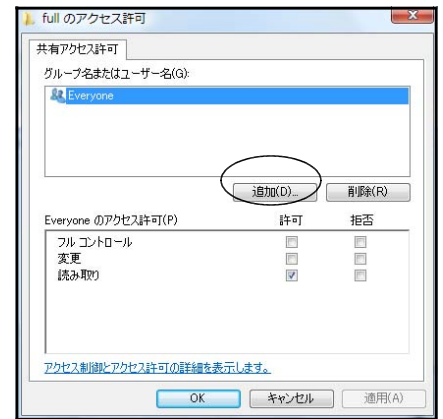 full のアクセス許可
共有アクセス許可
グループ名またはユーザー名(G):
Everyone
追加(D)...
削除(R)
Everyone のアクセス許可(P) 許可 拒否
フル コントロール
変更
読み取り
アクセス制御とアクセス許可の詳細を表示します。
OK キャンセル 適用(A)